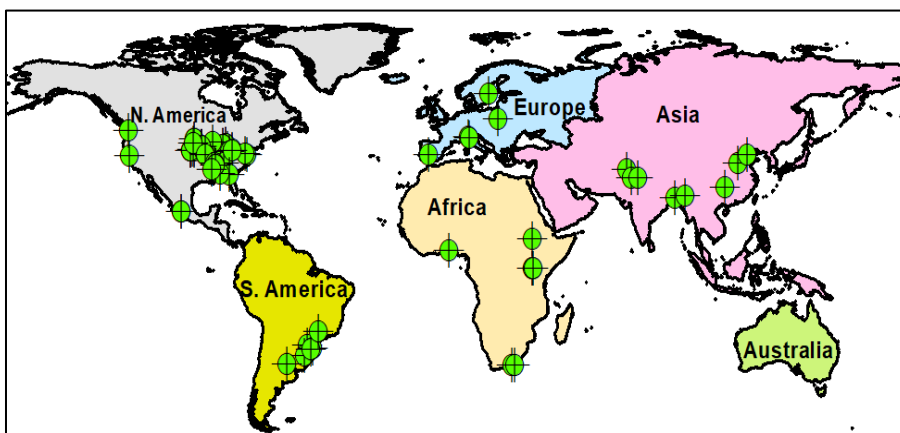 N. America
Europe
Asia
Africa
S. America
Australia